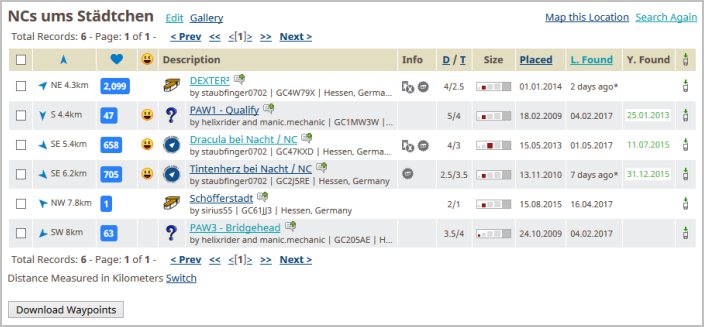 NCs ums Städtchen Edit Gallery Map this Location Search Again
Total Records: 6 - Page: 1 of 1 - < Prev << <[1]> >> Next >
Description Info D / T Size Placed L. Found Y. Found
NE 4.3km 2,099 DEXTER² 4/2.5 01.01.2014 2 days ago*
by staubfinger0702 | GC4W79X | Hessen, Germa...
S 4.4km 47 PAW1 - Qualify 5/4 18.02.2009 04.02.2017 25.01.2013
by helixrider and manic.mechanic | GC1MW3W | ...
SE 5.4km 658 Dracula bei Nacht / NC 4/3 15.05.2013 01.05.2017 11.07.2015
by staubfinger0702 | GC47KXD | Hessen, Germa...
SE 6.2km 705 Tintenherz bei Nacht / NC 2.5/3.5 13.11.2010 7 days ago* 31.12.2015
by staubfinger0702 | GC2J5RE | Hessen, Germany
NW 7.8km 1 Schöfferstadt 2/1 15.08.2015 16.04.2017
by sirius55 | GC61JJ3 | Hessen, Germany
SW 8km 63 PAW3 - Bridgehead 3.5/4 24.10.2009 04.02.2017
by helixrider and manic.mechanic | GC205AE | H...
Total Records: 6 - Page: 1 of 1 - < Prev << <[1]> >> Next >
Distance Measured in Kilometers Switch
Download Waypoints